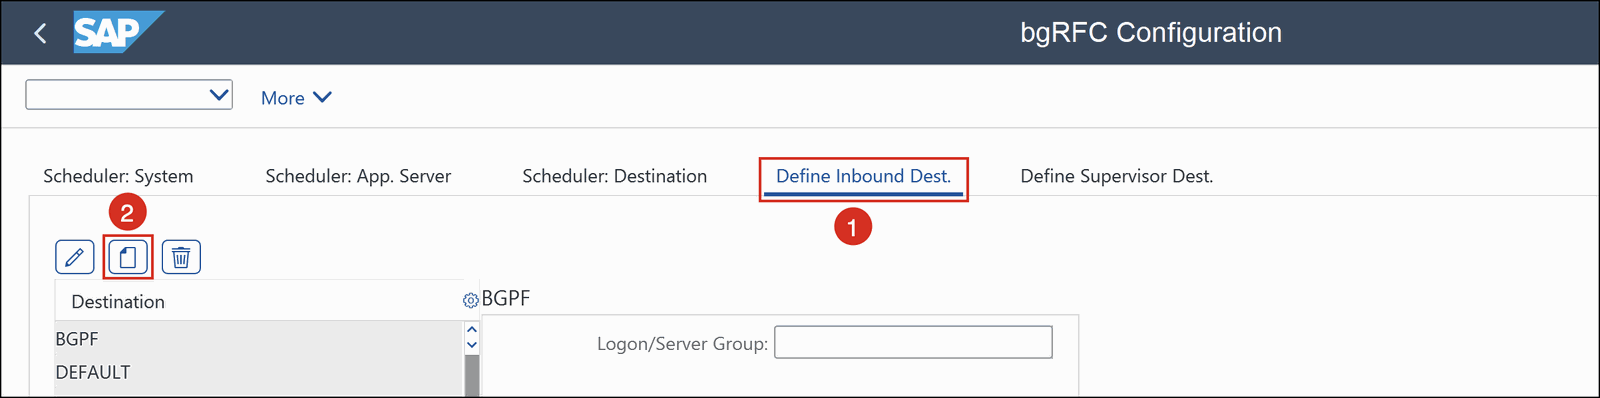 SAP
bgRFC Configuration
More
Scheduler: System
Scheduler: App. Server
Scheduler: Destination
Define Inbound Dest.
Define Supervisor Dest.
2
1
Destination
BGPF
BGPF
Logon/Server Group:
DEFAULT